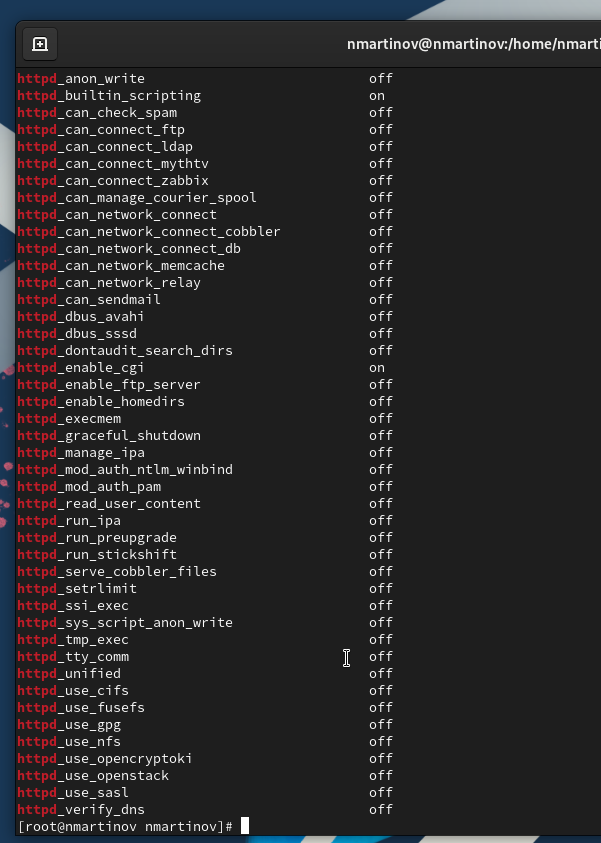 nmartinov@nmartinov:/home/nmarti
httpd_anon_write off
httpd_builtin_scripting on
httpd_can_check_spam off
httpd_can_connect_ftp off
httpd_can_connect_ldap off
httpd_can_connect_mythtv off
httpd_can_connect_zabbix off
httpd_can_manage_courier_spool off
httpd_can_network_connect off
httpd_can_network_connect_cobbler off
httpd_can_network_connect_db off
httpd_can_network_memcache off
httpd_can_network_relay off
httpd_can_sendmail off
httpd_dbus_avahi off
httpd_dbus_sssd off
httpd_dontaudit_search_dirs off
httpd_enable_cgi on
httpd_enable_ftp_server off
httpd_enable_homedirs off
httpd_execmem off
httpd_graceful_shutdown off
httpd_manage_ipa off
httpd_mod_auth_ntlm_winbind off
httpd_mod_auth_pam off
httpd_read_user_content off
httpd_run_ipa off
httpd_run_preupgrade off
httpd_run_stickshift off
httpd_serve_cobbler_files off
httpd_setrlimit off
httpd_ssi_exec off
httpd_sys_script_anon_write off
httpd_tmp_exec off
httpd_tty_comm off
httpd_unified off
httpd_use_cifs off
httpd_use_fusefs off
httpd_use_gpg off
httpd_use_nfs off
httpd_use_opencryptoki off
httpd_use_openstack off
httpd_use_sasl off
httpd_verify_dns off
[root@nmartinov nmartinov]#